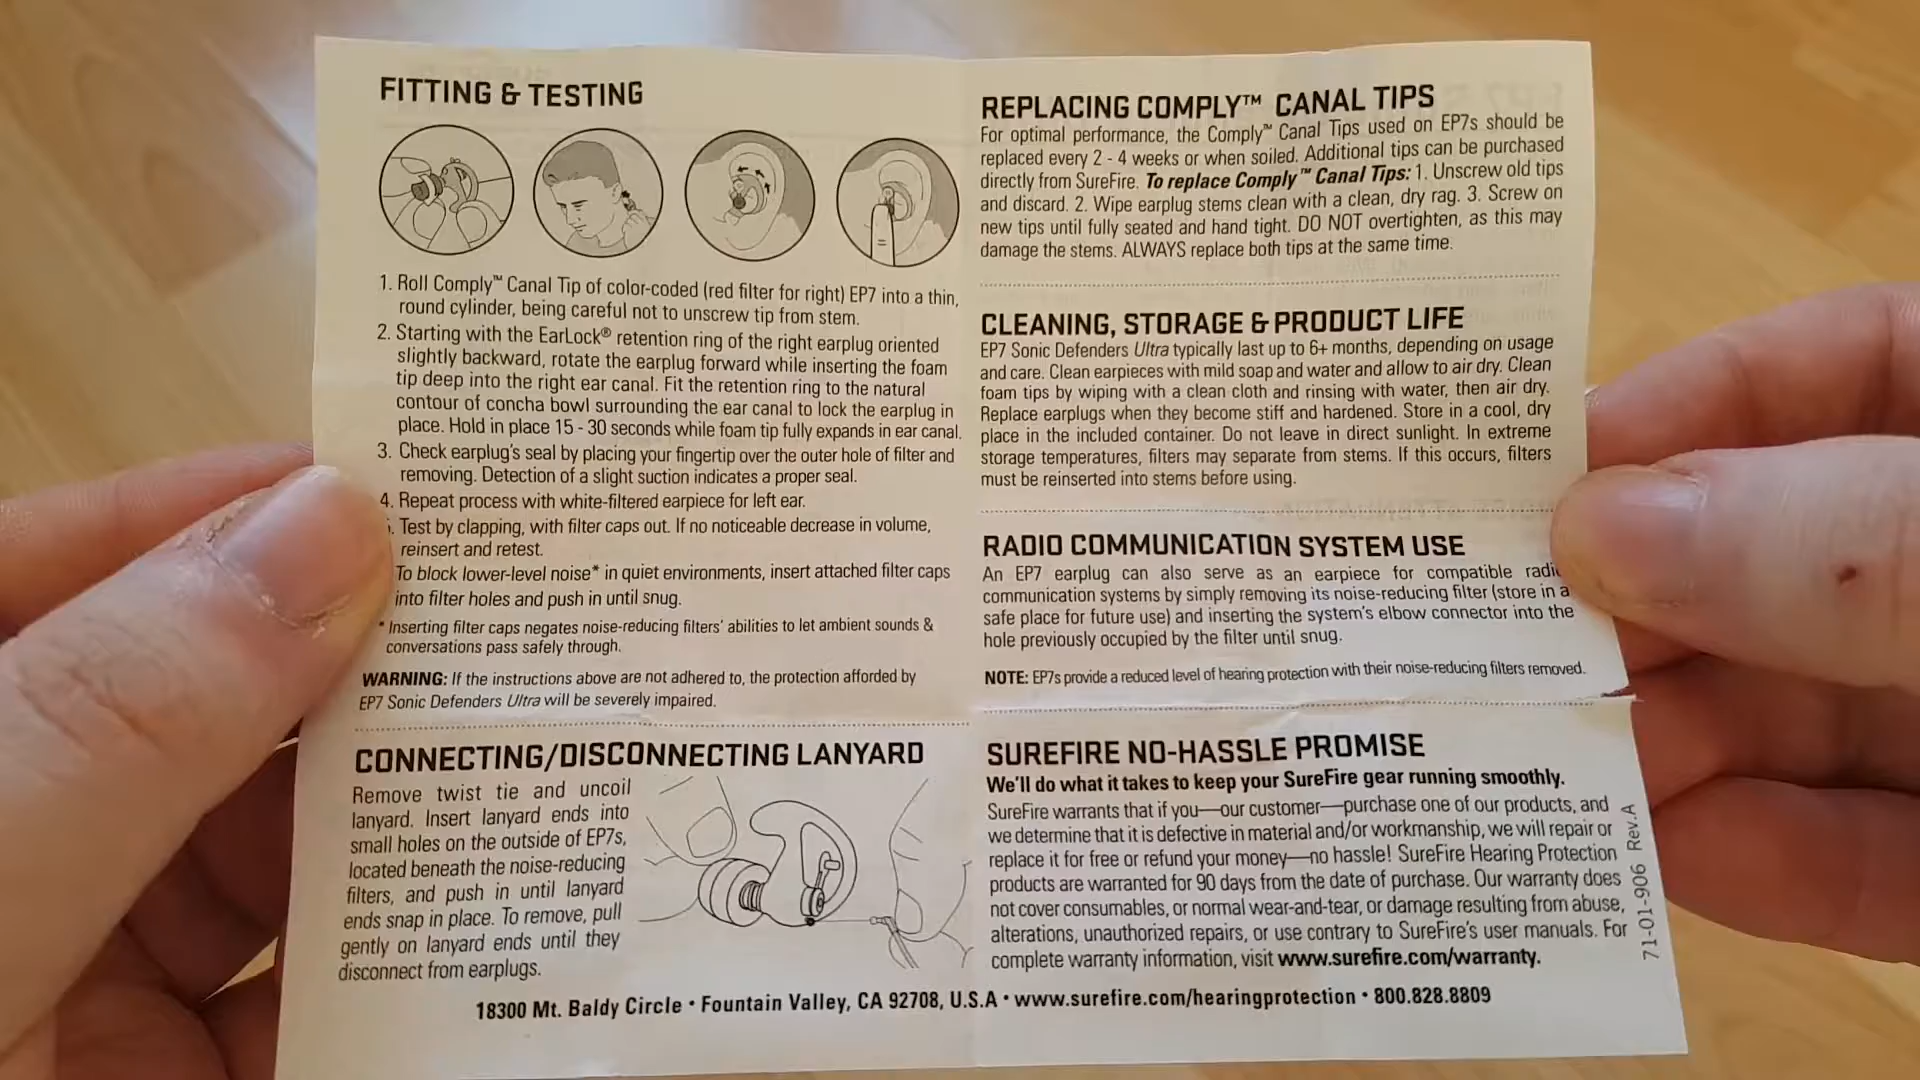 FITTING & TESTING
1. Roll Comply™ Canal Tip of color-coded (red filter for right) EP7 into a thin,
round cylinder, being careful not to unscrew tip from stem.
2. Starting with the EarLock® retention ring of the right earplug oriented
slightly backward, rotate the earplug forward while inserting the foam
tip deep into the right ear canal. Fit the retention ring to the natural
contour of concha bowl surrounding the ear canal to lock the earplug in
place. Hold in place 15 - 30 seconds while foam tip fully expands in ear canal.
3. Check earplug's seal by placing your fingertip over the outer hole of filter and
removing. Detection of a slight suction indicates a proper seal.
4. Repeat process with white-filtered earpiece for left ear.
. Test by clapping, with filter caps out. If no noticeable decrease in volume,
reinsert and retest.
To block lower-level noise* in quiet environments, insert attached filter caps
into filter holes and push in until snug.
* Inserting filter caps negates noise-reducing filters' abilities to let ambient sounds &
conversations pass safely through.
WARNING: If the instructions above are not adhered to, the protection afforded by
EP7 Sonic Defenders Ultra will be severely impaired.
CONNECTING/DISCONNECTING LANYARD
Remove twist tie and uncoil
lanyard. Insert lanyard ends into
small holes on the outside of EP7s,
located beneath the noise-reducing
filters, and push in until lanyard
ends snap in place. To remove, pull
gently on lanyard ends until they
disconnect from earplugs.
REPLACING COMPLY™ CANAL TIPS
For optimal performance, the Comply™ Canal Tips used on EP7s should be
replaced every 2 - 4 weeks or when soiled. Additional tips can be purchased
directly from SureFire. To replace Comply™ Canal Tips: 1. Unscrew old tips
and discard. 2. Wipe earplug stems clean with a clean, dry rag. 3. Screw on
new tips until fully seated and hand tight. DO NOT overtighten, as this may
damage the stems. ALWAYS replace both tips at the same time.
CLEANING, STORAGE & PRODUCT LIFE
EP7 Sonic Defenders Ultra typically last up to 6+ months, depending on usage
and care. Clean earpieces with mild soap and water and allow to air dry. Clean
foam tips by wiping with a clean cloth and rinsing with water, then air dry.
Replace earplugs when they become stiff and hardened. Store in a cool, dry
place in the included container. Do not leave in direct sunlight. In extreme
storage temperatures, filters may separate from stems. If this occurs, filters
must be reinserted into stems before using.
RADIO COMMUNICATION SYSTEM USE
An EP7 earplug can also serve as an earpiece for compatible radi
communication systems by simply removing its noise-reducing filter (store in a
safe place for future use) and inserting the system's elbow connector into the
hole previously occupied by the filter until snug.
NOTE: EP7s provide a reduced level of hearing protection with their noise-reducing filters removed.
SUREFIRE NO-HASSLE PROMISE
We'll do what it takes to keep your SureFire gear running smoothly.
SureFire warrants that if you—our customer—purchase one of our products, and
we determine that it is defective in material and/or workmanship, we will repair or
replace it for free or refund your money—no hassle! SureFire Hearing Protection
products are warranted for 90 days from the date of purchase. Our warranty does
not cover consumables, or normal wear-and-tear, or damage resulting from abuse,
alterations, unauthorized repairs, or use contrary to SureFire's user manuals. For
complete warranty information, visit www.surefire.com/warranty.
71-01-906 Rev.A
18300 Mt. Baldy Circle • Fountain Valley, CA 92708, U.S.A • www.surefire.com/hearingprotection • 800.828.8809